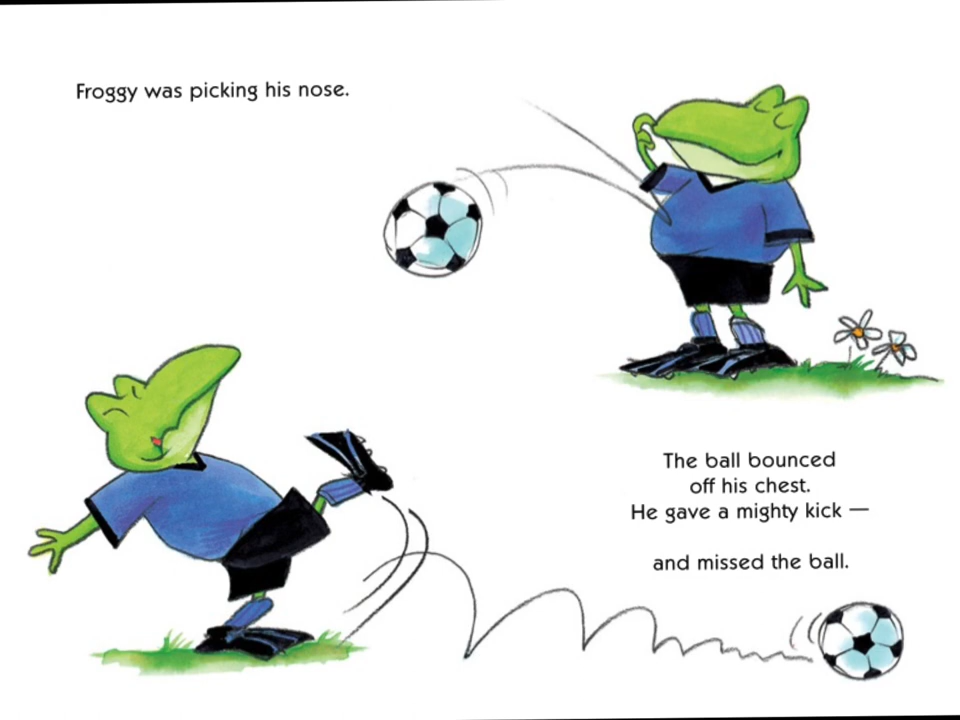 Froggy was picking his nose.
The ball bounced
off his chest.
He gave a mighty kick —
and missed the ball.